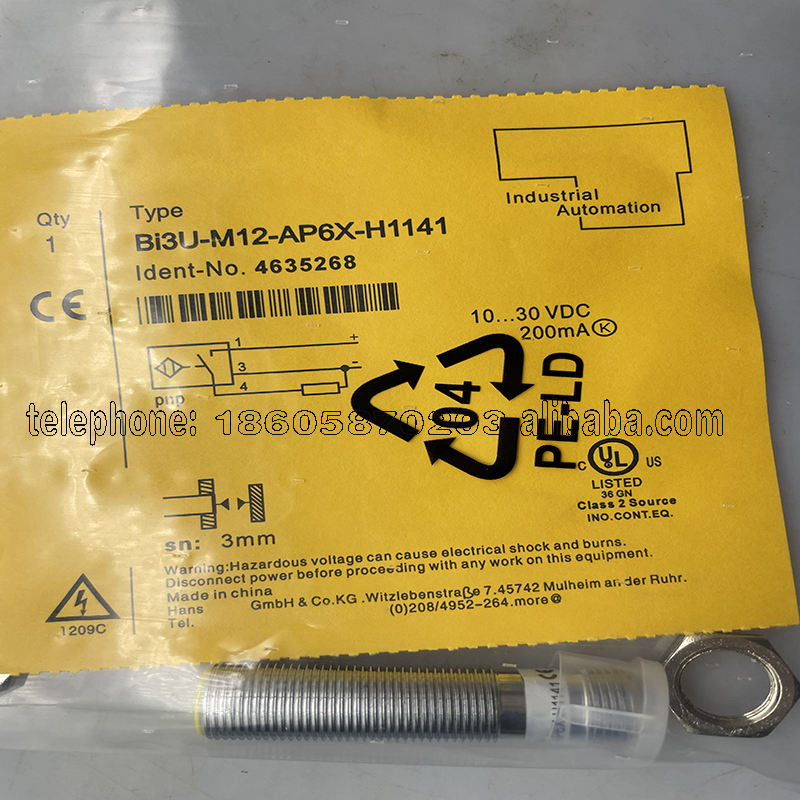 Industrial
Automation
Qty
1
Type
Bi3U-M12-AP6X-H1141
Ident-No. 4635268
CE
10...30 VDC
200mA K
1
+
3
-
4
pnp
04
PE-LD
telephone: 18605870203 .alibaba.com
c UL US
LISTED
36 GN
Class 2 Source
INO.CONT.EQ.
sn: 3mm
Warning:Hazardous voltage can cause electrical shock and burns.
Disconnect power before proceeding with any work on this equipment.
Made in china
Hans GmbH & Co.KG .Witzlebenstraße 7.45742 Mulheim an der Ruhr.
Tel. (0)208/4952-264.more@
1209C
H1141 CE